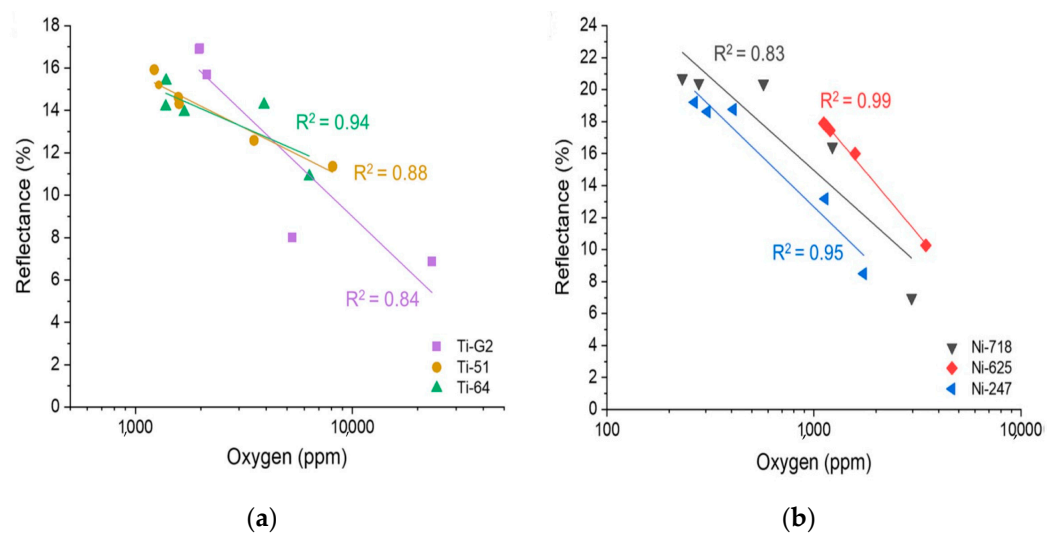 18
16
14
12
10
8
6
4
2
0
Reflectance (%)
R² = 0.94
R² = 0.88
R² = 0.84
Ti-G2
Ti-51
Ti-64
1,000
10,000
Oxygen (ppm)
(a)
b)
24
22
20
18
16
14
12
10
8
6
4
2
0
Reflectance (%)
R² = 0.83
R² = 0.99
R² = 0.95
Ni-718
Ni-625
Ni-247
100
1,000
10,000
Oxygen (ppm)
(b)